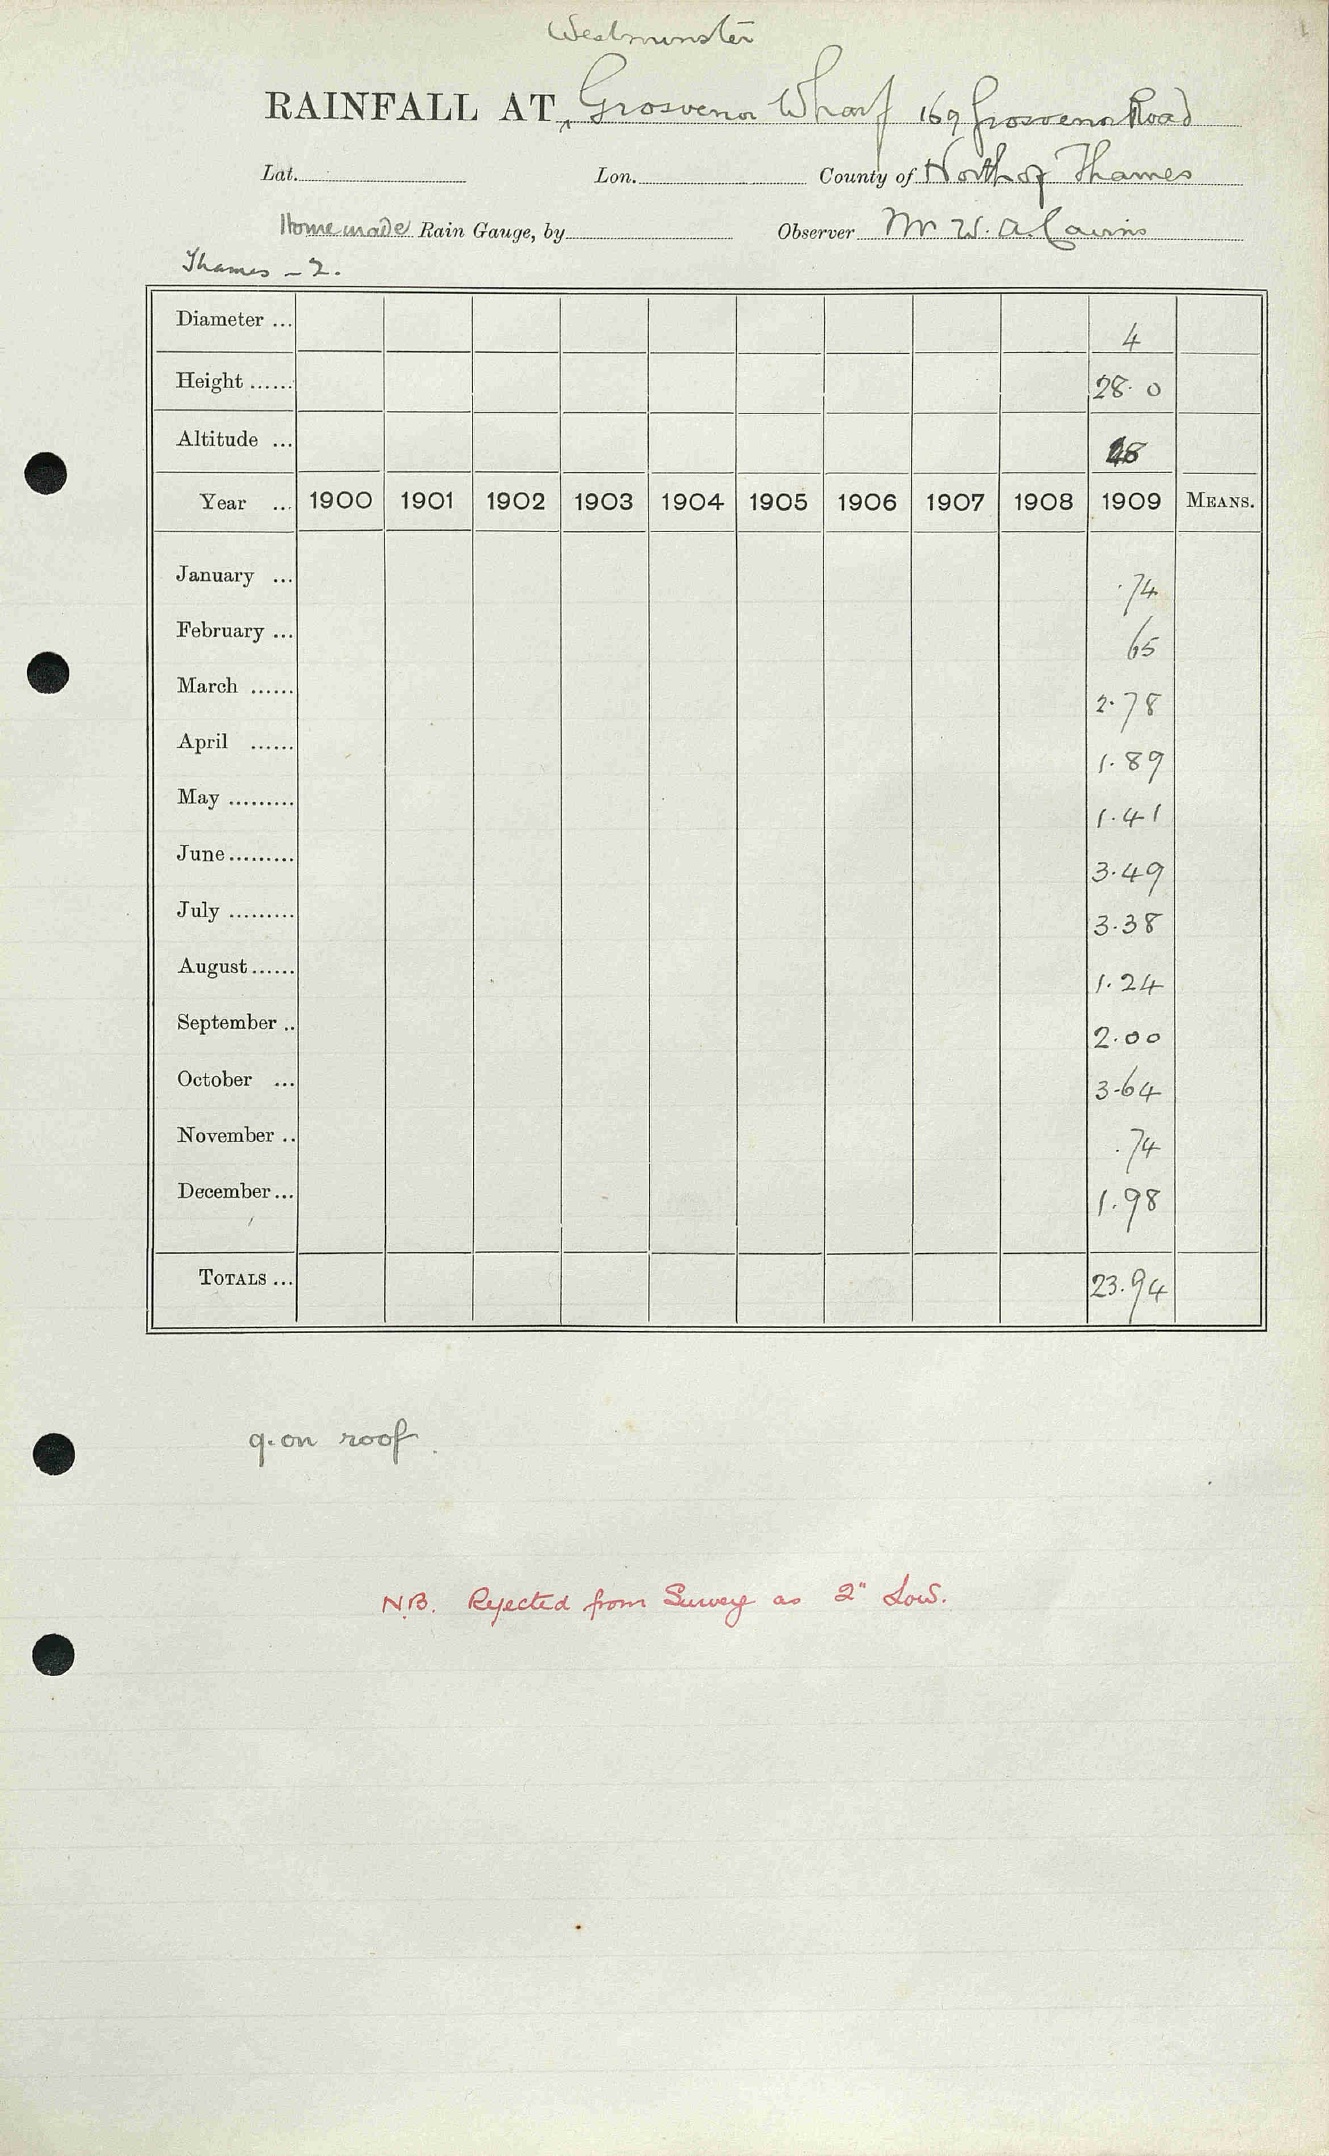 Westminster
RAINFALL AT Grosvenor Wharf 169 Grosvenor Road
Lat. Lon. County of North of Thames
Home made Rain Gauge, by Observer Mr W. A. Cairns
Thames - 2.
Diameter ... 4
Height ...... 28.0
Altitude ...
Year ... 1900 1901 1902 1903 1904 1905 1906 1907 1908 1909 MEANS.
January ... .74
February ... 65
March ...... 2.78
April ...... 1.89
May ......... 1.41
June ......... 3.49
July ......... 3.38
August ...... 1.24
September .. 2.00
October ... 3.64
November .. .74
December ... 1.98
TOTALS ... 23.94
g. on roof.
N.B. Rejected from Survey as 2" Low.